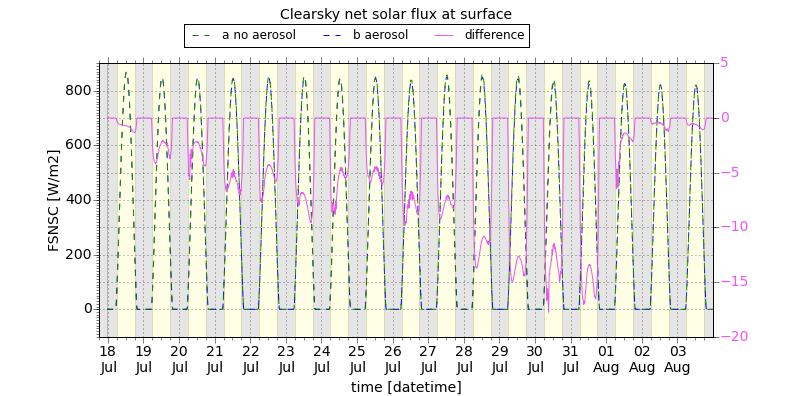 Clearsky net solar flux at surface
a no aerosol b aerosol difference
FSNSC [W/m2]
800
600
400
200
0
5
0
−5
−10
−15
−20
18 19 20 21 22 23 24 25 26 27 28 29 30 31 01 02 03
Jul Jul Jul Jul Jul Jul Jul Jul Jul Jul Jul Jul Jul Jul Aug Aug Aug
time [datetime]